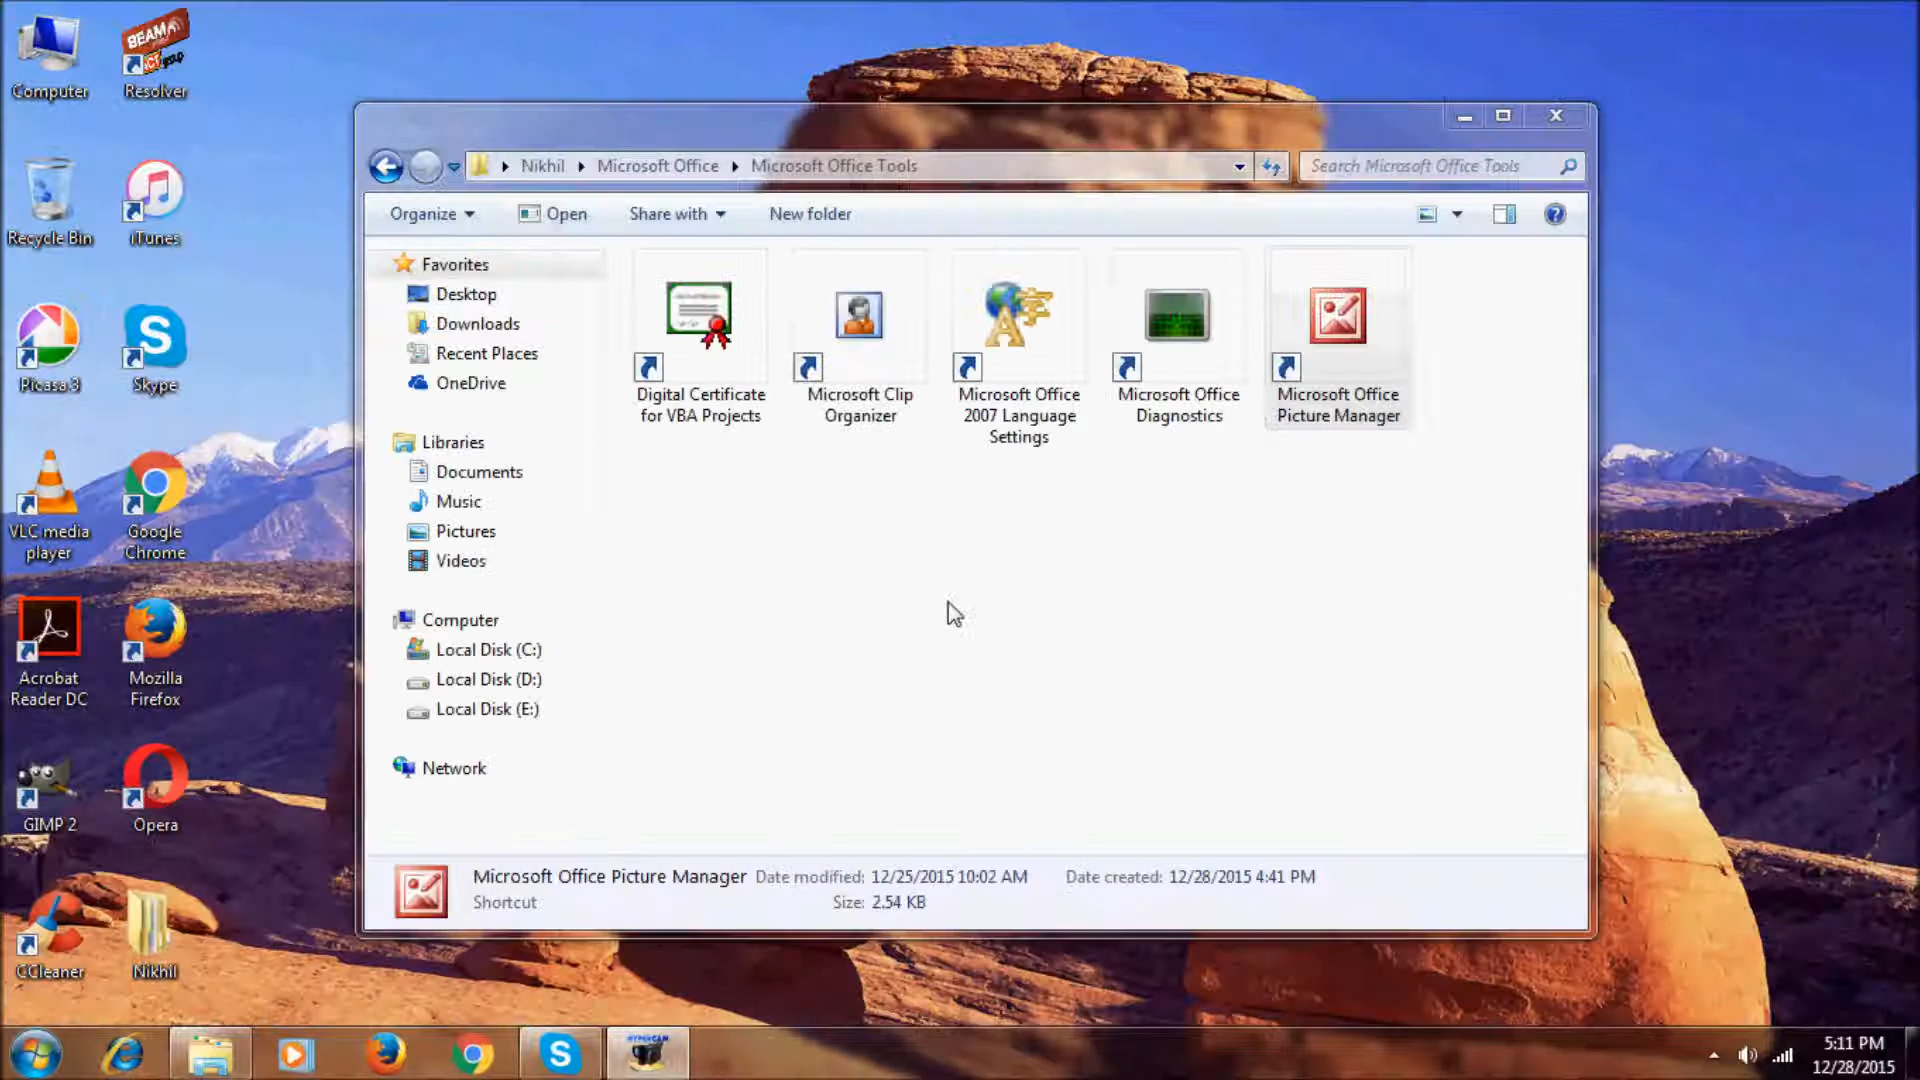 Computer
BEAMA
Resolver
Recycle Bin
iTunes
Picasa 3
Skype
VLC media
player
Google
Chrome
Acrobat
Reader DC
Mozilla
Firefox
GIMP 2
Opera
CCleaner
Nikhil
Nikhil
Microsoft Office
Microsoft Office Tools
Search Microsoft Office Tools
Organize
Open
Share with
New folder
Favorites
Desktop
Downloads
Recent Places
OneDrive
Libraries
Documents
Music
Pictures
Videos
Computer
Local Disk (C:)
Local Disk (D:)
Local Disk (E:)
Network
Digital Certificate
for VBA Projects
Microsoft Clip
Organizer
Microsoft Office
2007 Language
Settings
Microsoft Office
Diagnostics
Microsoft Office
Picture Manager
Microsoft Office Picture Manager Date modified: 12/25/2015 10:02 AM Date created: 12/28/2015 4:41 PM
Shortcut Size: 2.54 KB
HYPERCAM
5:11 PM
12/28/2015